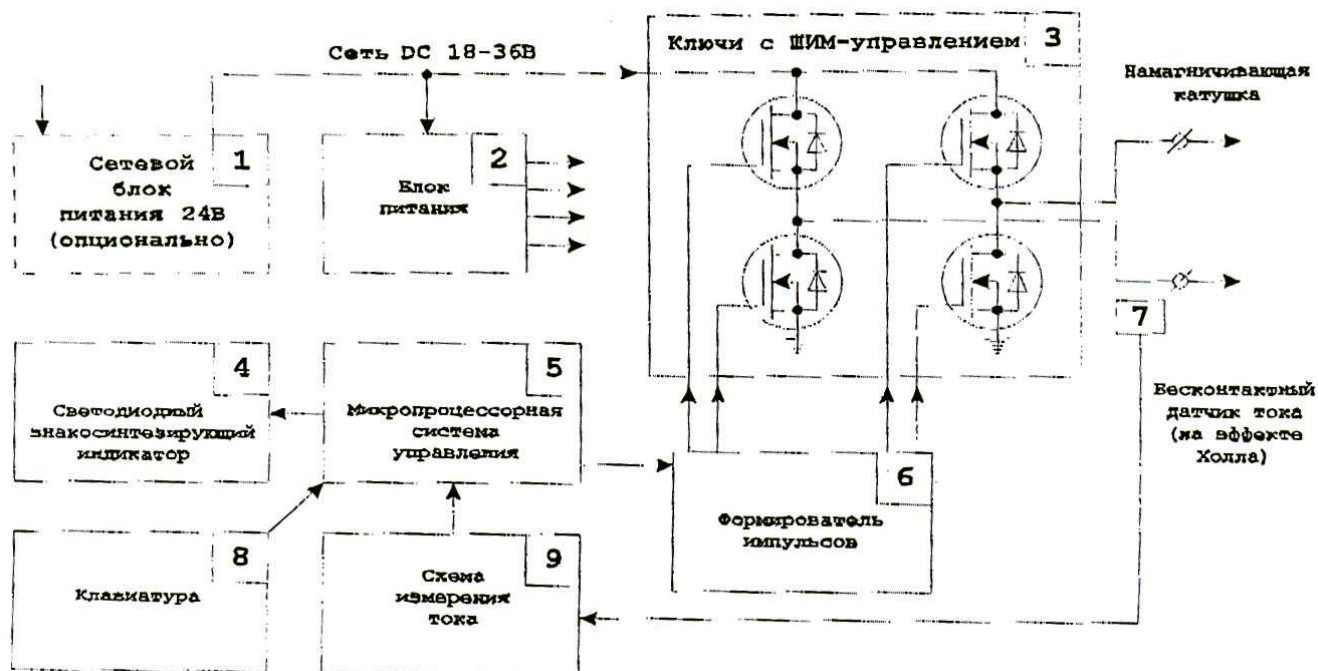 Сеть DC 18-36В
Ключи с ШИМ-управлением 3
Намагничивающая
катушка
1
Сетевой
блок
питания 24В
(опционально)
2
Блок
питания
4
Светодиодный
знакосинтезирующий
индикатор
5
Микропроцессорная
система
управления
7
Бесконтактный
датчик тока
(на эффекте
Холла)
6
Формирователь
импульсов
8
Клавиатура
9
Схема
измерения
тока